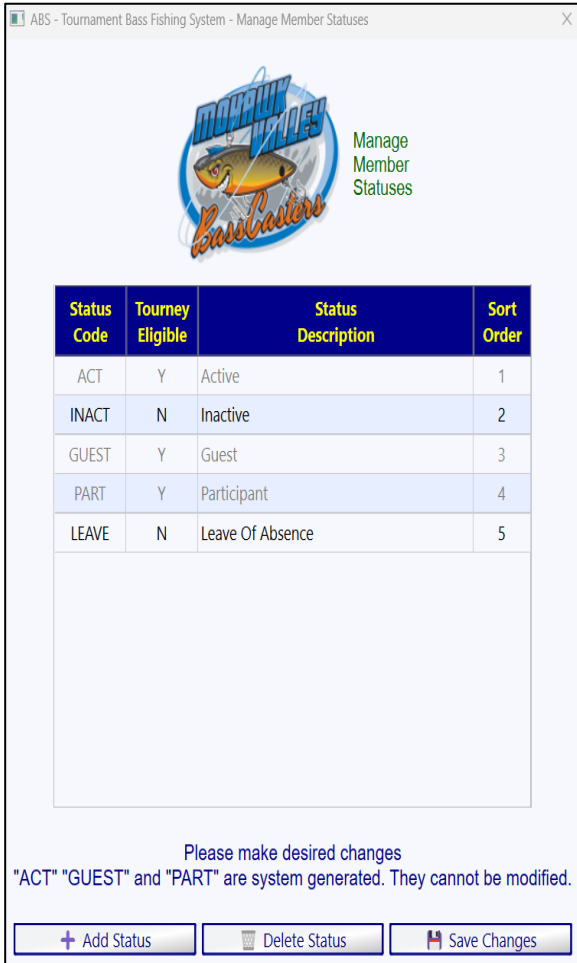 ABS - Tournament Bass Fishing System - Manage Member Statuses
MOHAWK
VALLEY
BassCasters
Manage
Member
Statuses
Status Code Tourney Eligible Status Description Sort Order
ACT Y Active 1
INACT N Inactive 2
GUEST Y Guest 3
PART Y Participant 4
LEAVE N Leave Of Absence 5
Please make desired changes
"ACT" "GUEST" and "PART" are system generated. They cannot be modified.
Add Status Delete Status Save Changes